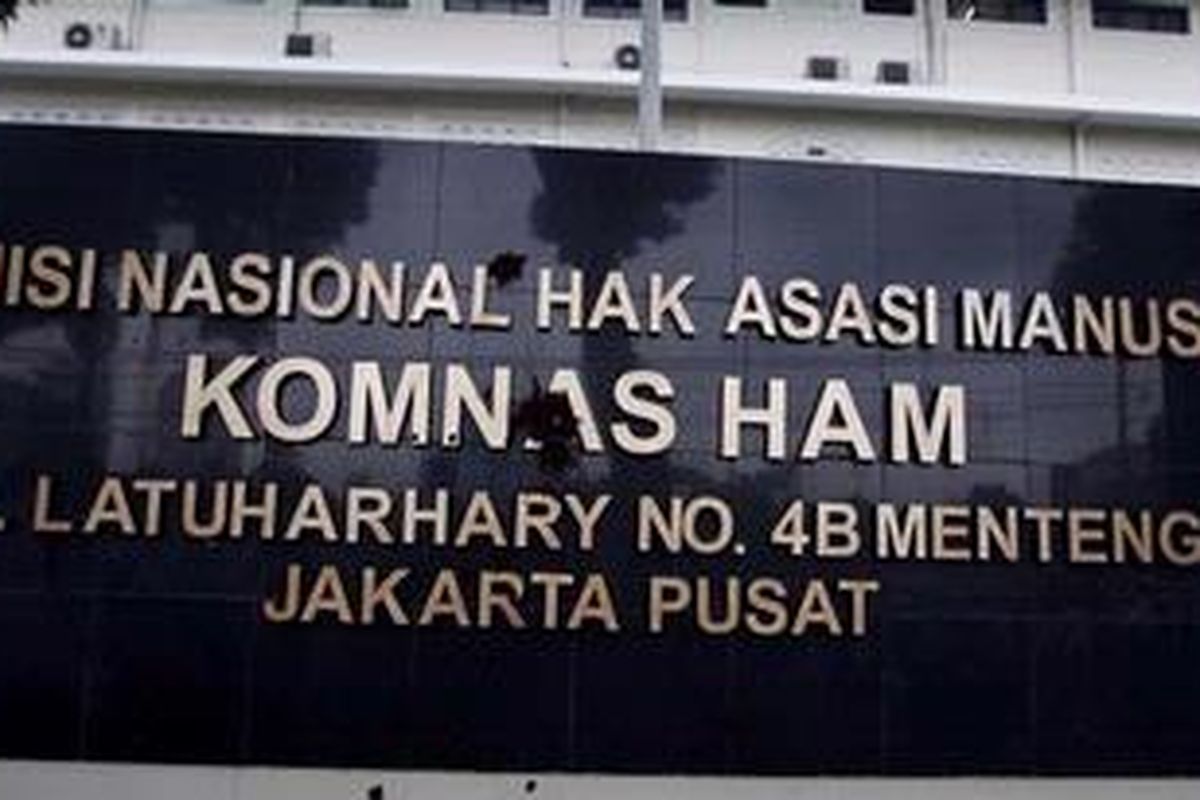 ISI NASIONAL HAK ASASI MANUS
KOMNAS HAM
. LATUHARHARY NO. 4B MENTENG
JAKARTA PUSAT